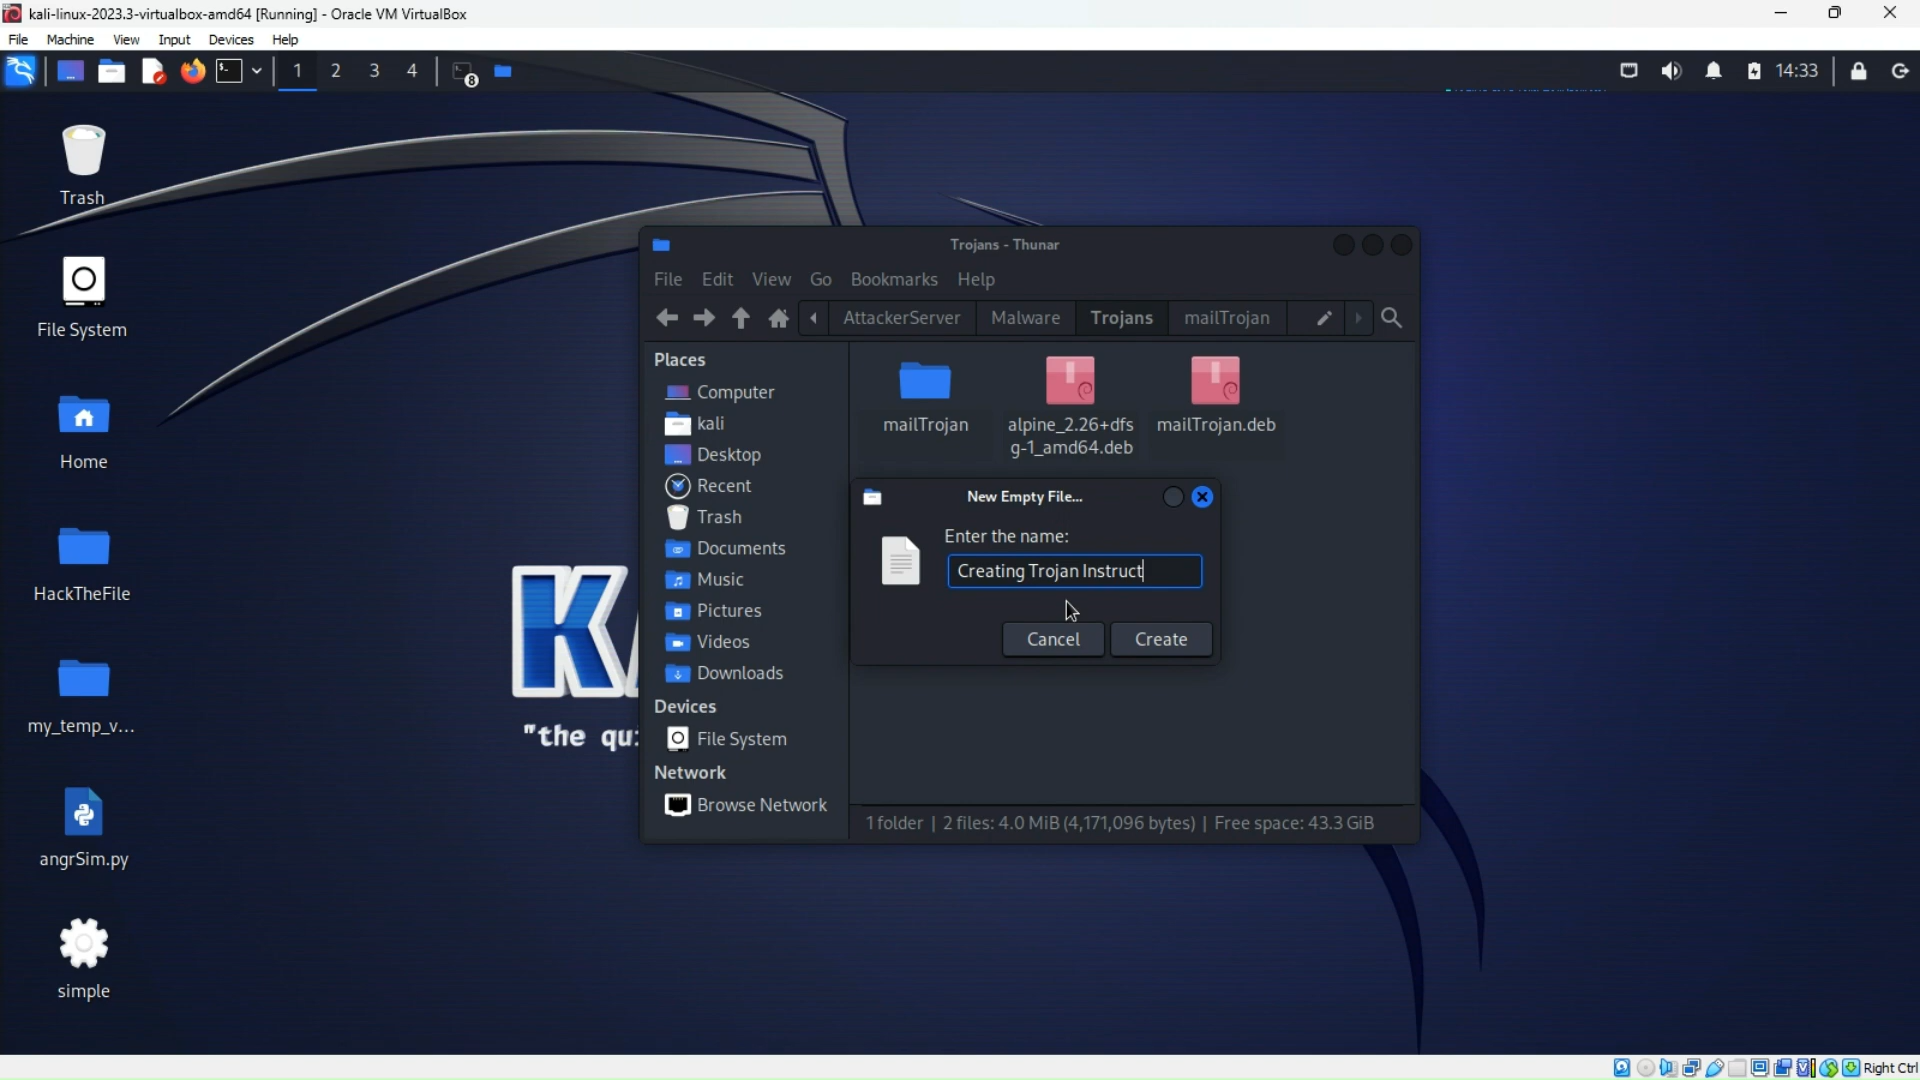 kali-linux-2023.3-virtualbox-amd64 [Running] - Oracle VM VirtualBox
File Machine View Input Devices Help
1 2 3 4 8 14:33
Trash
File System
Home
HackTheFile
my_temp_v...
angrSim.py
simple
"the qui
Trojans - Thunar
File Edit View Go Bookmarks Help
AttackerServer Malware Trojans mailTrojan
Places
Computer
kali
Desktop
Recent
Trash
Documents
Music
Pictures
Videos
Downloads
Devices
File System
Network
Browse Network
mailTrojan
alpine_2.26+dfs
g-1_amd64.deb
mailTrojan.deb
New Empty File...
Enter the name:
Creating Trojan Instruct
Cancel Create
1 folder | 2 files: 4.0 MiB (4,171,096 bytes) | Free space: 43.3 GiB
Right Ctrl